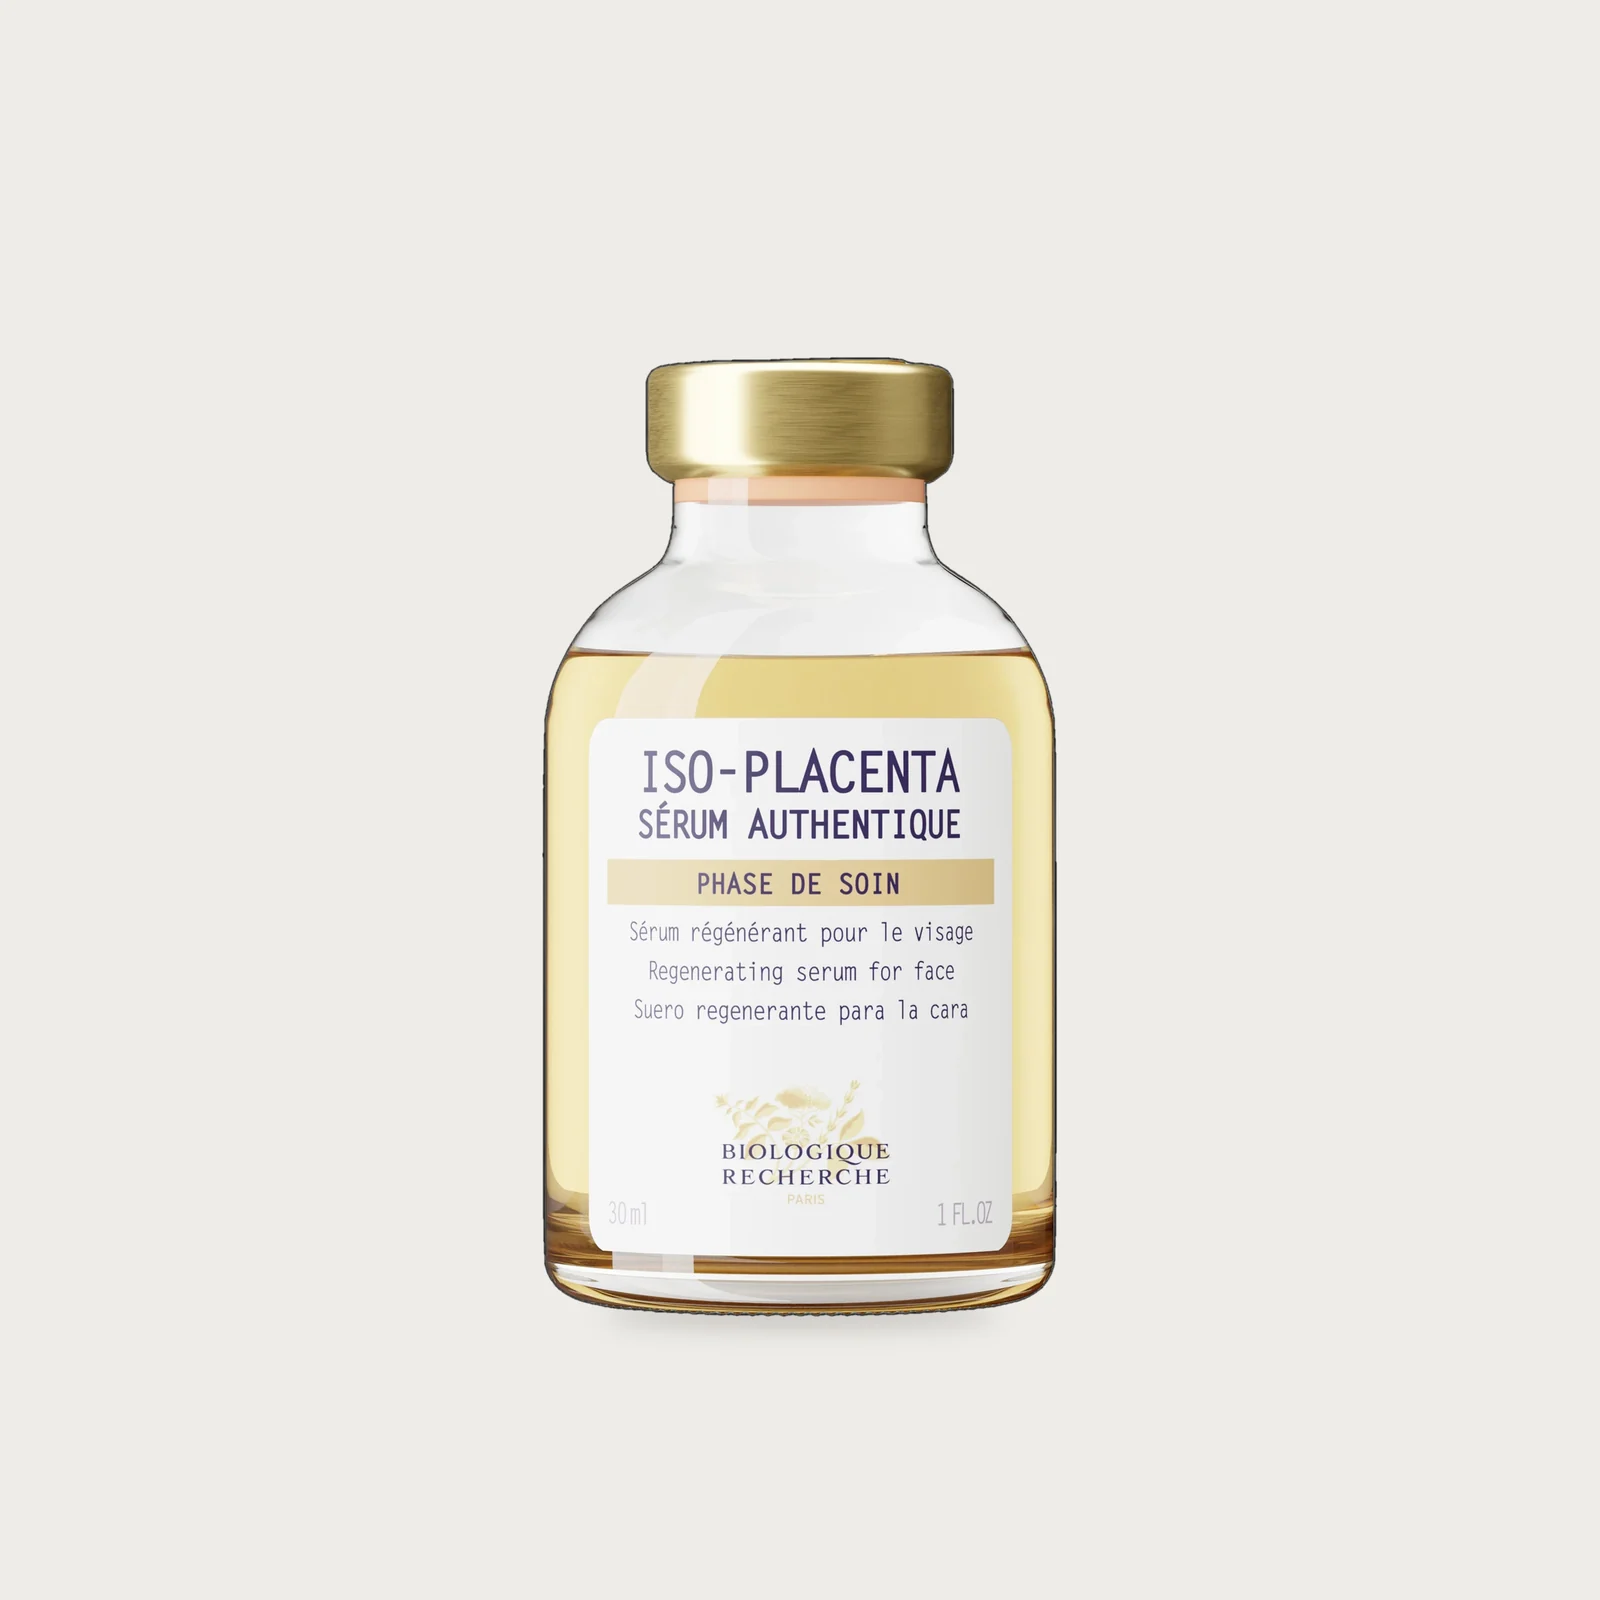 ISO-PLACENTA
SÉRUM AUTHENTIQUE
PHASE DE SOIN
Sérum régénérant pour le visage
Regenerating serum for face
Suero regenerante para la cara
BIOLOGIQUE
RECHERCHE
PARIS
30 ml 1 FL.OZ